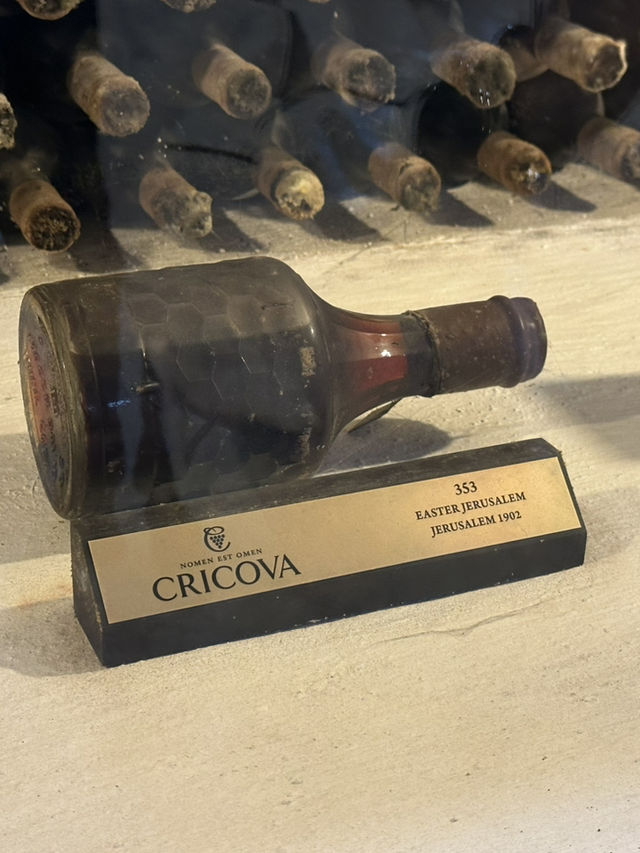 NOMEN EST OMEN
CRICOVA
353
EASTER JERUSALEM
JERUSALEM 1902